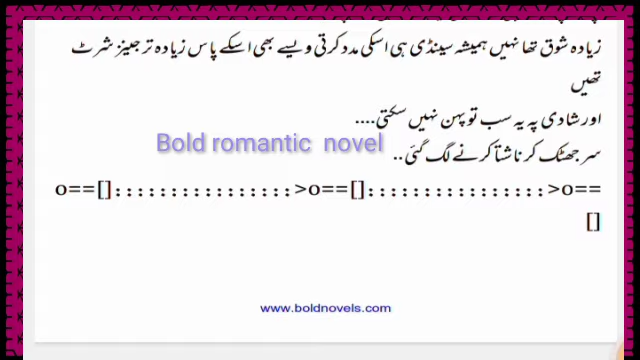 زیادہ شوق تھا نہیں ہمیشہ سینڈی ہی اسکی مدد کرتی ویسے بھی اسکے پاس زیادہ تر جینز شرٹ
تھیں
اور شادی پہ یہ سب تو پہن نہیں سکتی....
Bold romantic novel
سر جھٹک کر ناشتا کرنے لگ گئی..
o==[]::::::::::::::::>o==[]::::::::::::::::>o==
[]
www.boldnovels.com